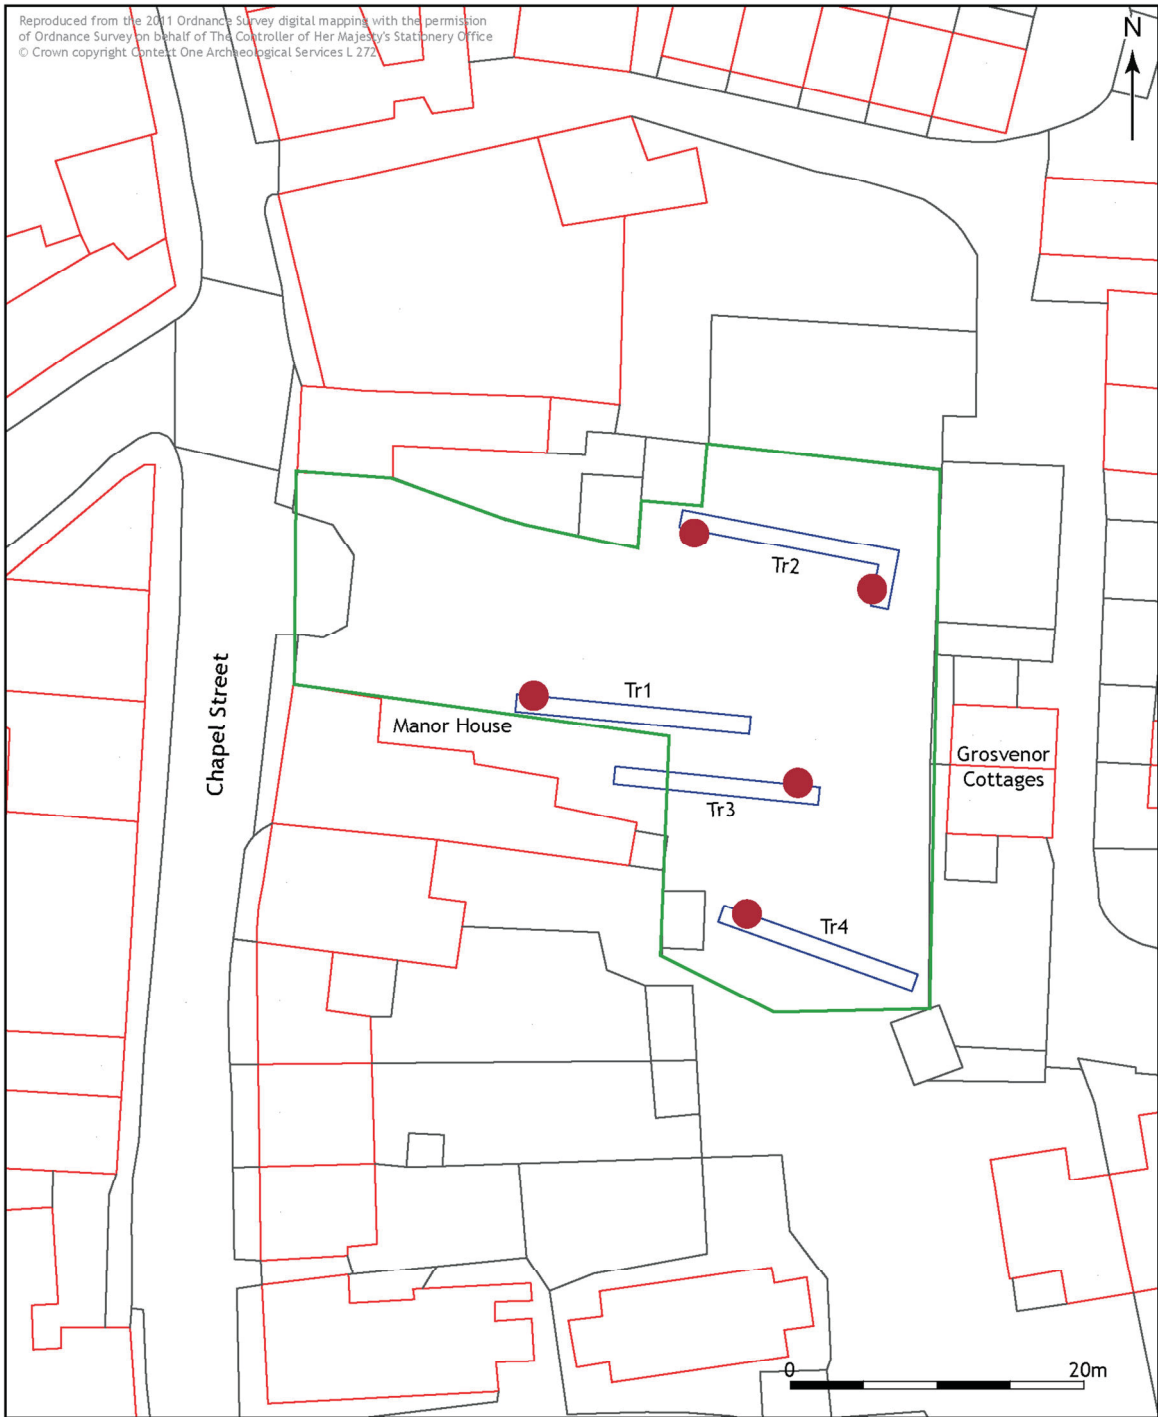 Reproduced from the 2011 Ordnance Survey digital mapping with the permission
of Ordnance Survey on behalf of The Controller of Her Majesty's Stationery Office
© Crown copyright Context One Archaeological Services L 272
N
Tr2
Tr1
Manor House
Chapel Street
Grosvenor
Cottages
Tr3
Tr4
0 20m